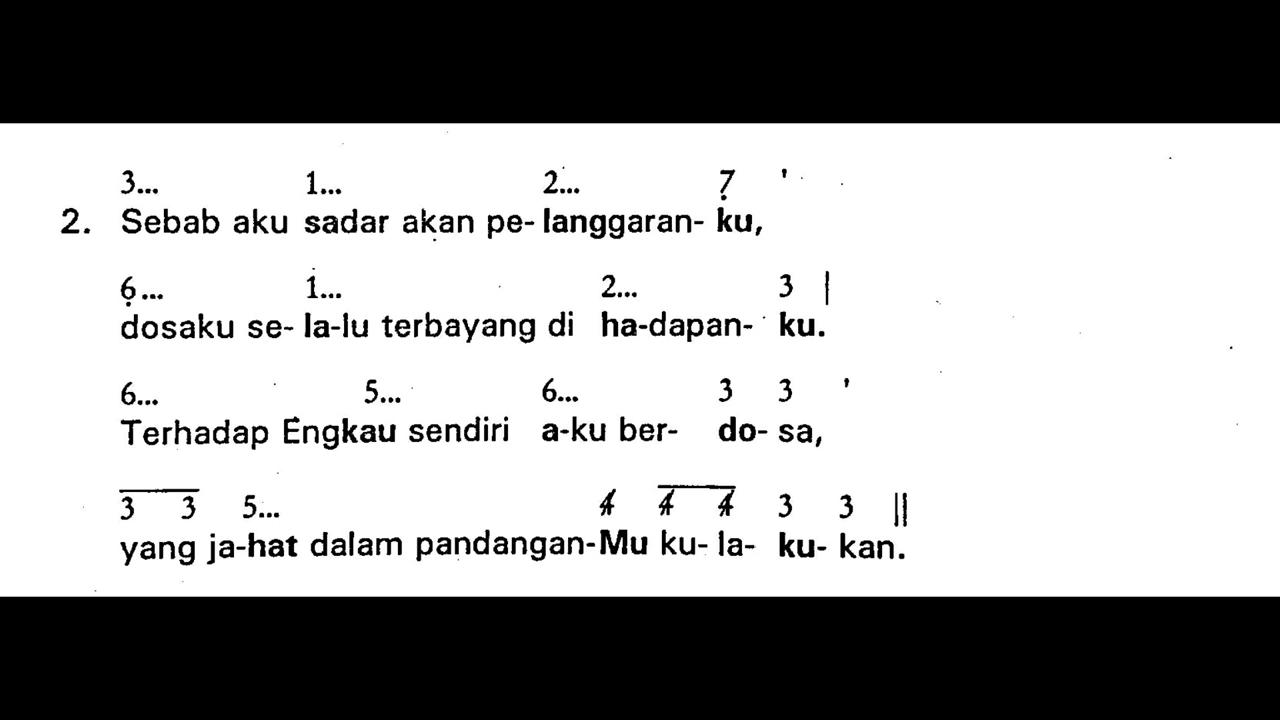 3... 1... 2... 7̣ '
2. Sebab aku sadar akan pe- langgaran- ku,
6̣... 1... 2... 3 |
dosaku se- la-lu terbayang di ha-dapan- ku.
6... 5... 6... 3 3 '
Terhadap Engkau sendiri a-ku ber- do- sa,
3 3 5... 4̸ 4̸ 4̸ 3 3 ||
yang ja-hat dalam pandangan-Mu ku- la- ku- kan.